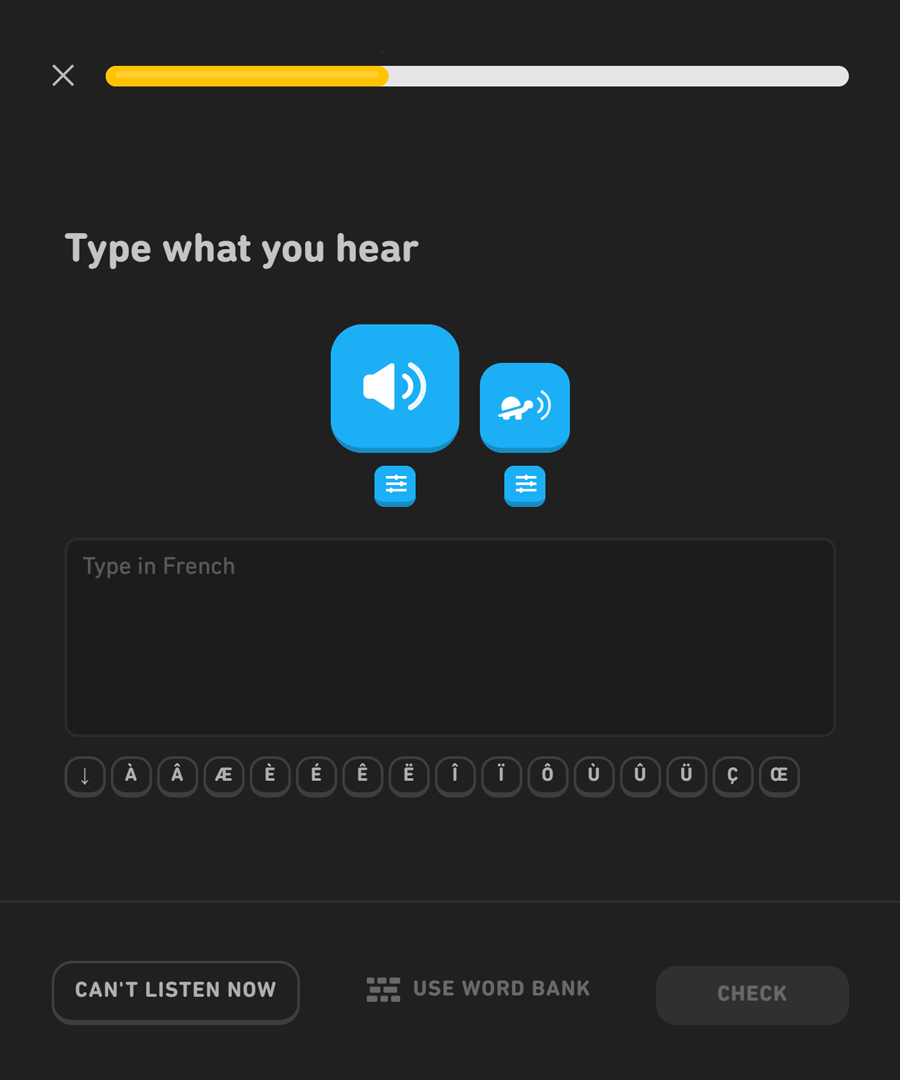 Type what you hear
Type in French
↓ À Â Æ È É Ê Ë Î Ï Ô Ù Û Ü Ç Œ
CAN'T LISTEN NOW
USE WORD BANK
CHECK